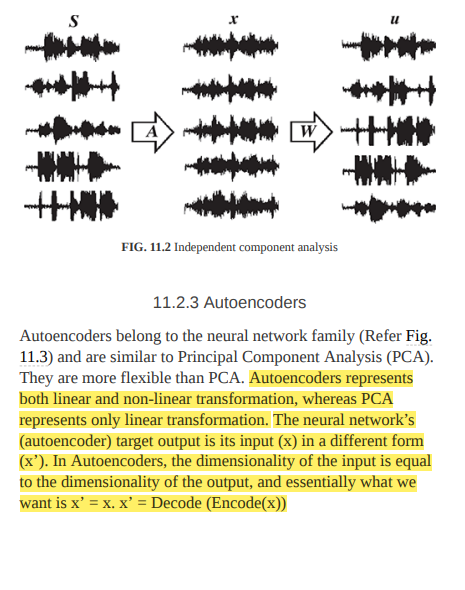 S x u
A W
FIG. 11.2 Independent component analysis
11.2.3 Autoencoders
Autoencoders belong to the neural network family (Refer Fig.
11.3) and are similar to Principal Component Analysis (PCA).
They are more flexible than PCA. Autoencoders represents
both linear and non-linear transformation, whereas PCA
represents only linear transformation. The neural network’s
(autoencoder) target output is its input (x) in a different form
(x’). In Autoencoders, the dimensionality of the input is equal
to the dimensionality of the output, and essentially what we
want is x’ = x. x’ = Decode (Encode(x))